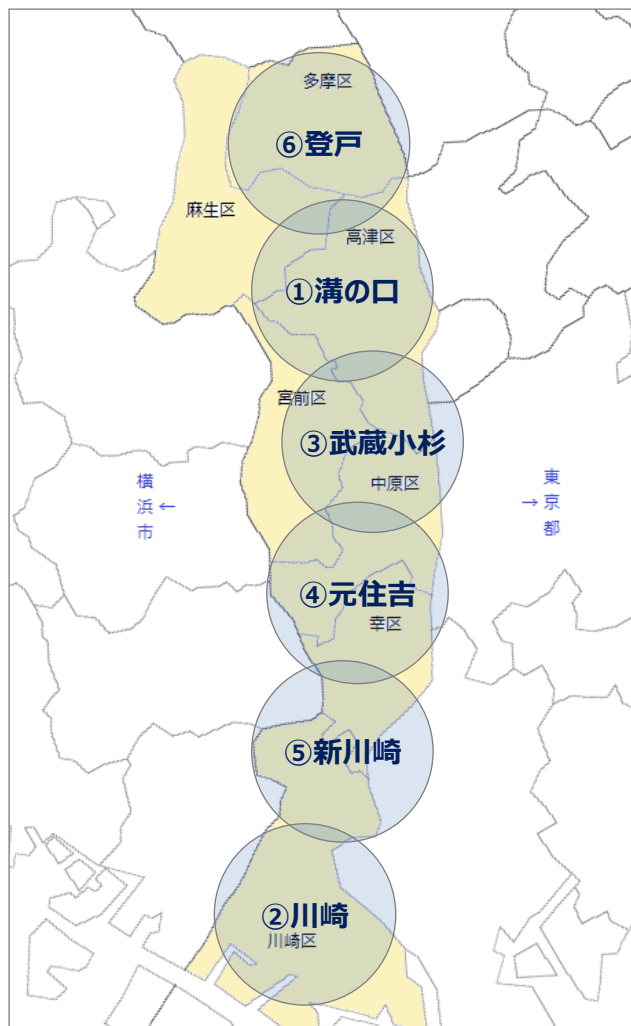 多摩区
⑥登戸
麻生区
高津区
①溝の口
宮前区
③武蔵小杉
中原区
横浜市←
→東京都
④元住吉
幸区
⑤新川崎
②川崎
川崎区